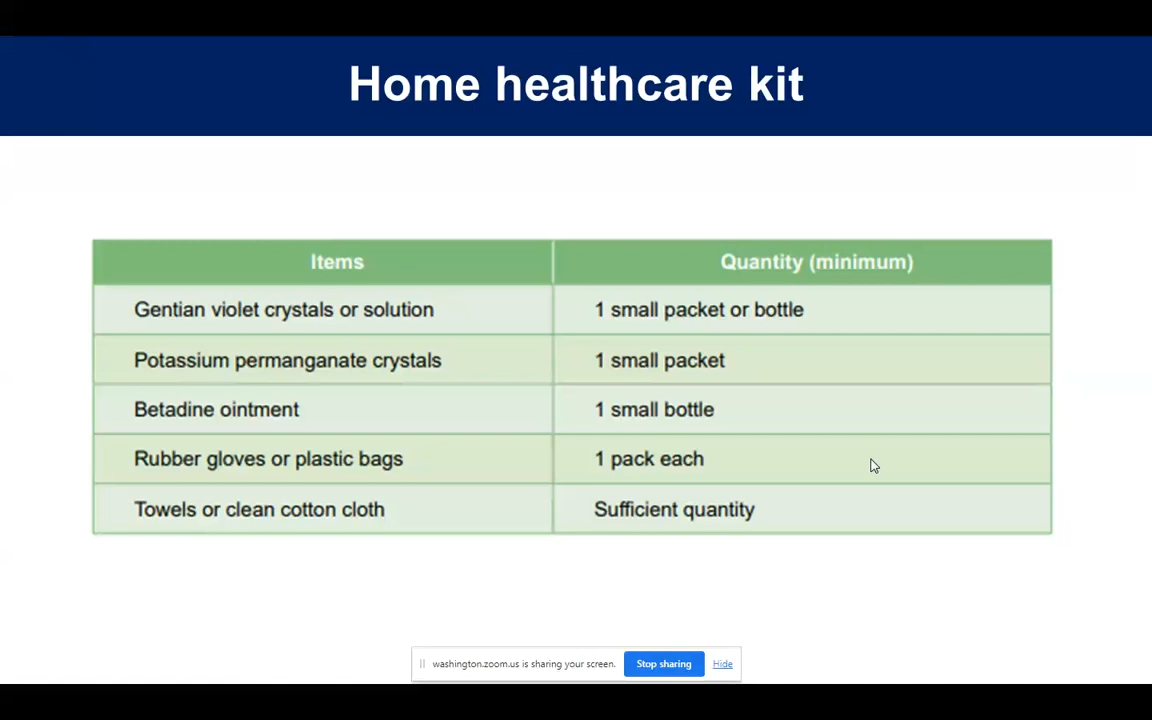 Home healthcare kit
Items Quantity (minimum)
Gentian violet crystals or solution 1 small packet or bottle
Potassium permanganate crystals 1 small packet
Betadine ointment 1 small bottle
Rubber gloves or plastic bags 1 pack each
Towels or clean cotton cloth Sufficient quantity
washington.zoom.us is sharing your screen. Stop sharing Hide